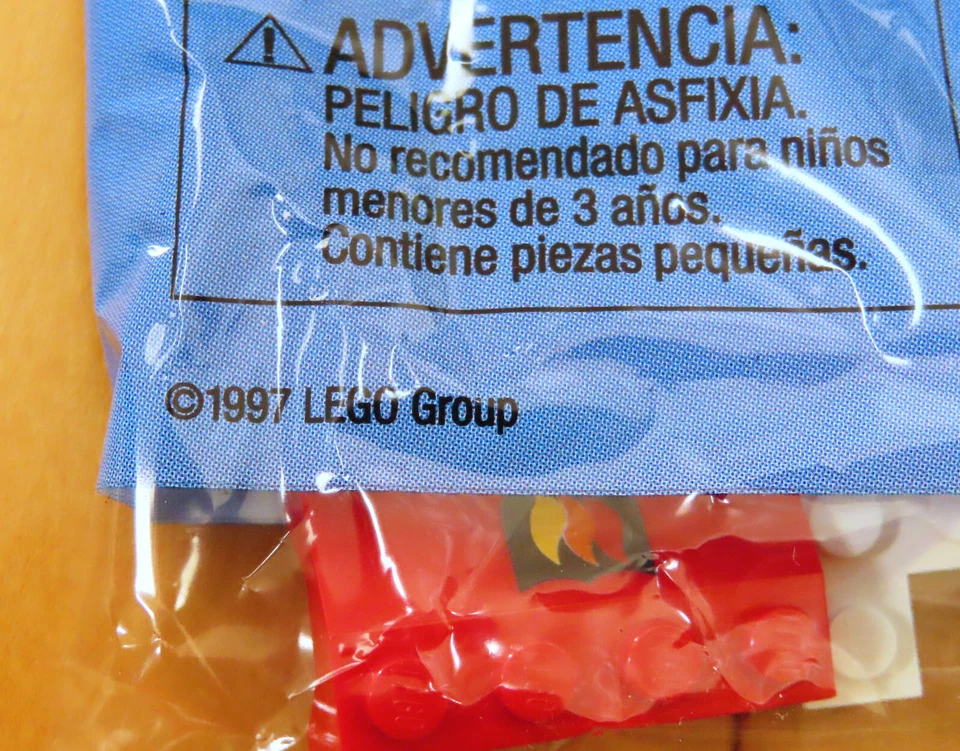 ADVERTENCIA:
PELIGRO DE ASFIXIA.
No recomendado para niños
menores de 3 años.
Contiene piezas pequeñas.
©1997 LEGO Group